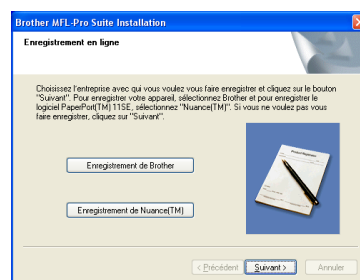 Brother MFL-Pro Suite Installation
Enregistrement en ligne
Choisissez l'entreprise avec qui vous voulez vous faire enregistrer et cliquez sur le bouton
"Suivant". Pour enregistrer votre appareil, sélectionnez Brother et pour enregistrer le
logiciel PaperPort(TM) 11SE, sélectionnez "Nuance(TM)". Si vous ne voulez pas vous
faire enregistrer, cliquez sur "Suivant".
Enregistrement de Brother
Enregistrement de Nuance(TM)
< Précédent
Suivant >
Annuler